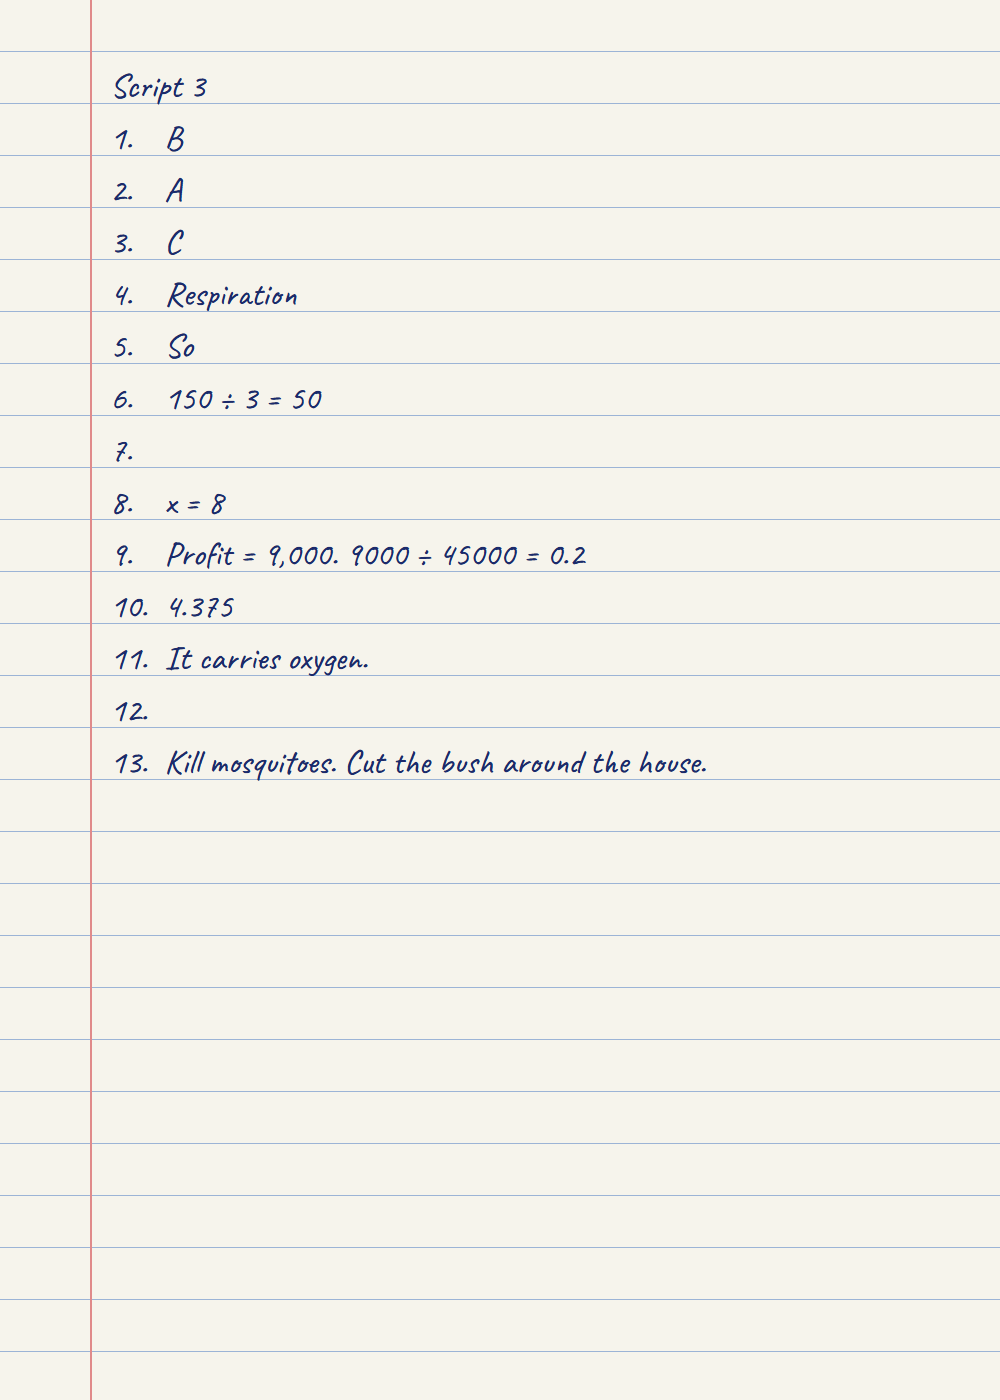 Script 3
1. B
2. A
3. C
4. Respiration
5. So
6. 150 ÷ 3 = 50
7.
8. x = 8
9. Profit = 9,000. 9000 ÷ 45000 = 0.2
10. 4.375
11. It carries oxygen.
12.
13. Kill mosquitoes. Cut the bush around the house.